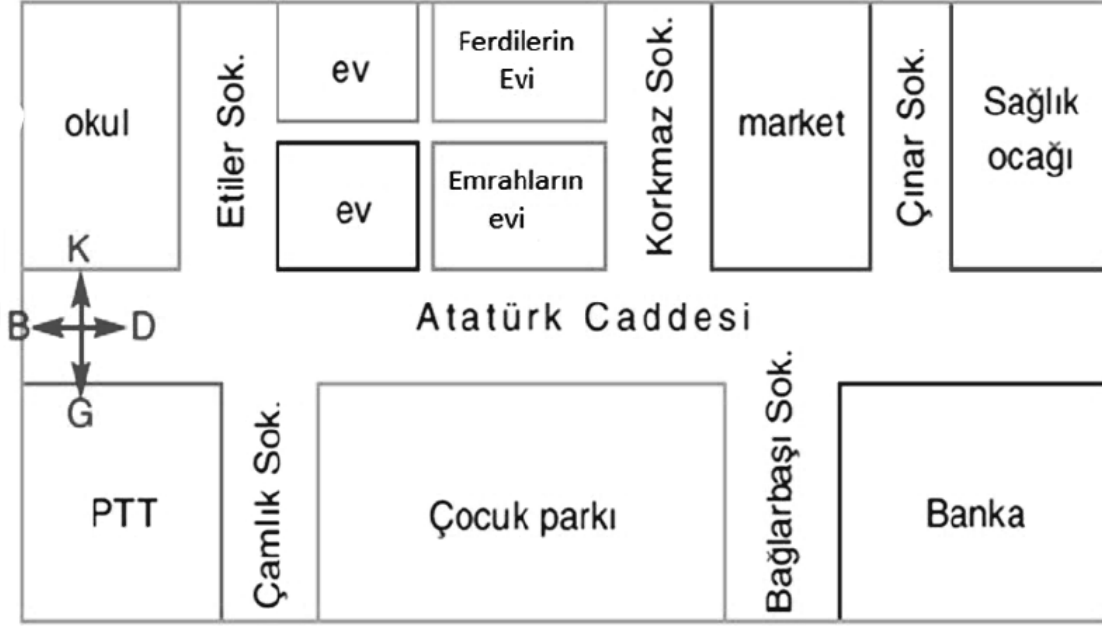 okul
Etiler Sok.
ev
Ferdilerin
Evi
ev
Emrahların
evi
Korkmaz Sok.
market
Çınar Sok.
Sağlık
ocağı
K
B
D
G
Atatürk Caddesi
PTT
Çamlık Sok.
Çocuk parkı
Bağlarbaşı Sok.
Banka